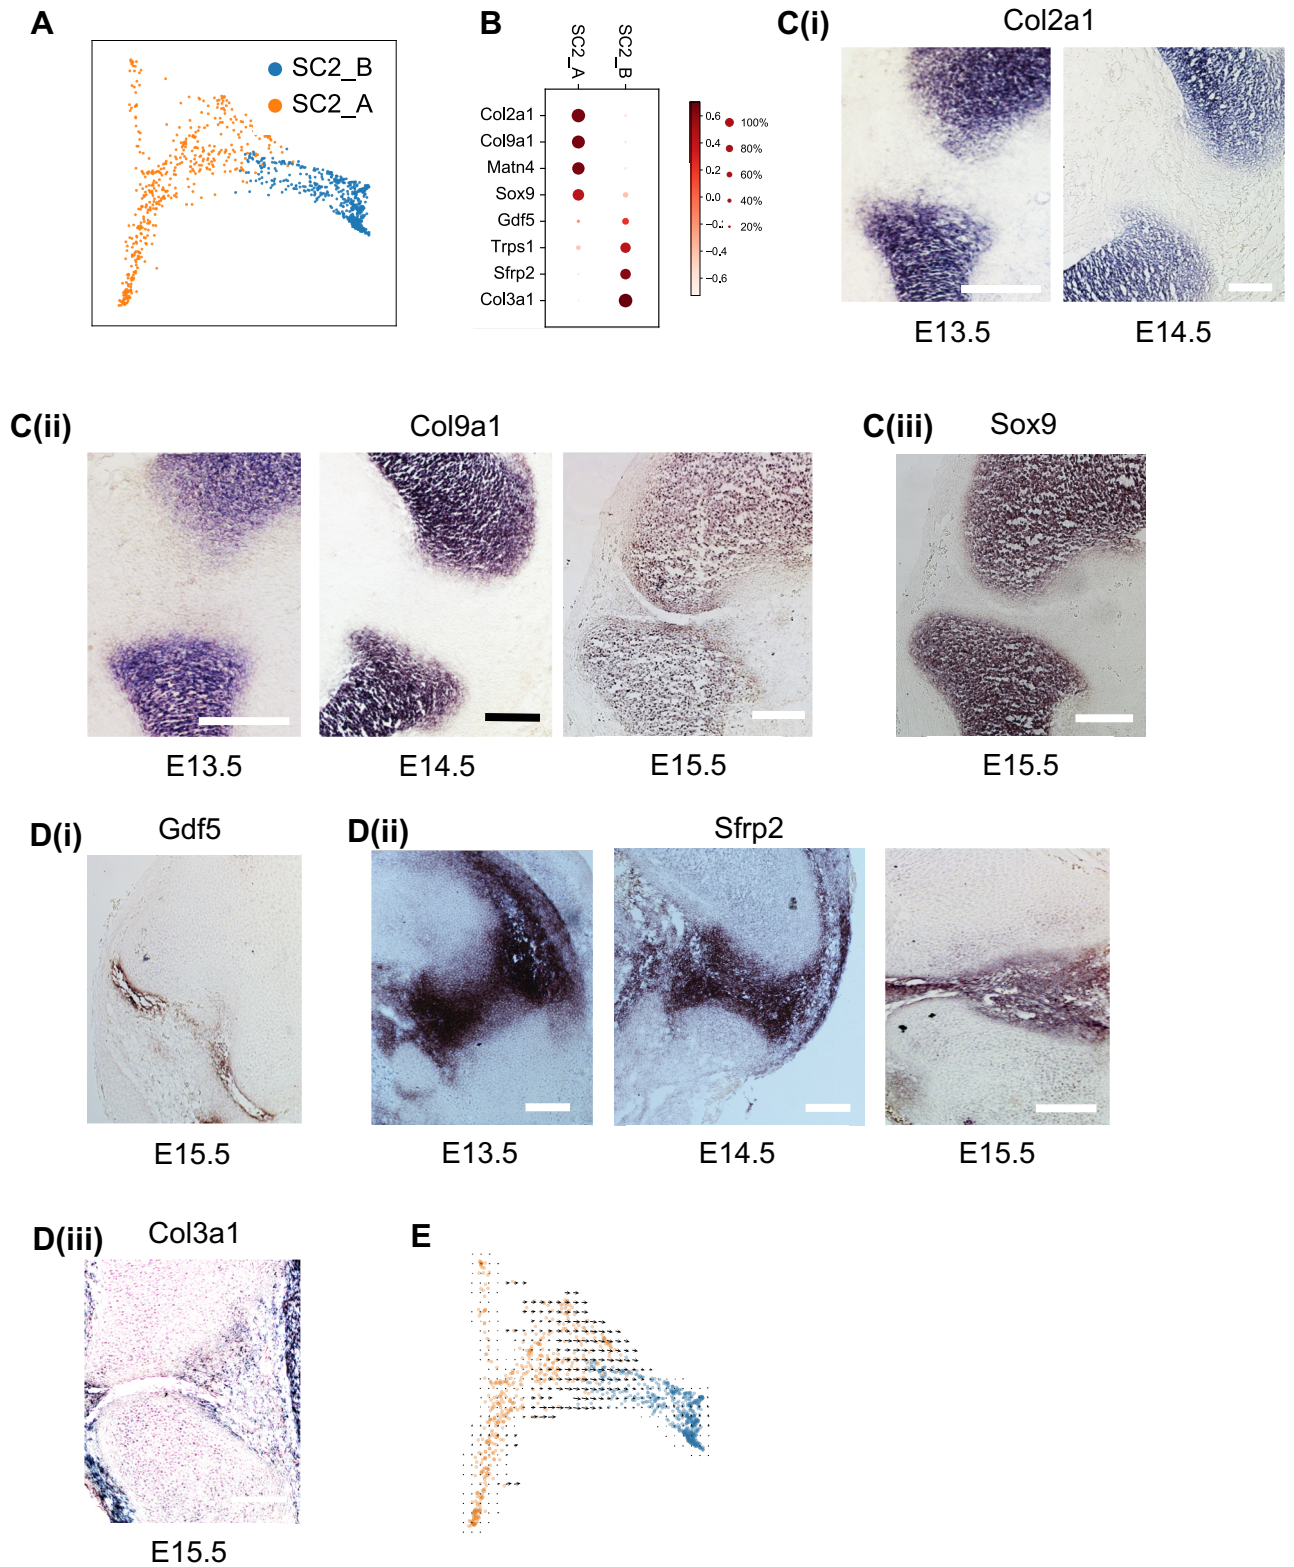 A
SC2_B
SC2_A
B
SC2_A
SC2_B
Col2a1
Col9a1
Matn4
Sox9
Gdf5
Trps1
Sfrp2
Col3a1
0.6
0.4
0.2
0.0
−0.2
−0.4
−0.6
100%
80%
60%
40%
20%
C(i)
Col2a1
E13.5
E14.5
C(ii)
Col9a1
E13.5
E14.5
E15.5
C(iii)
Sox9
E15.5
D(i)
Gdf5
E15.5
D(ii)
Sfrp2
E13.5
E14.5
E15.5
D(iii)
Col3a1
E15.5
E